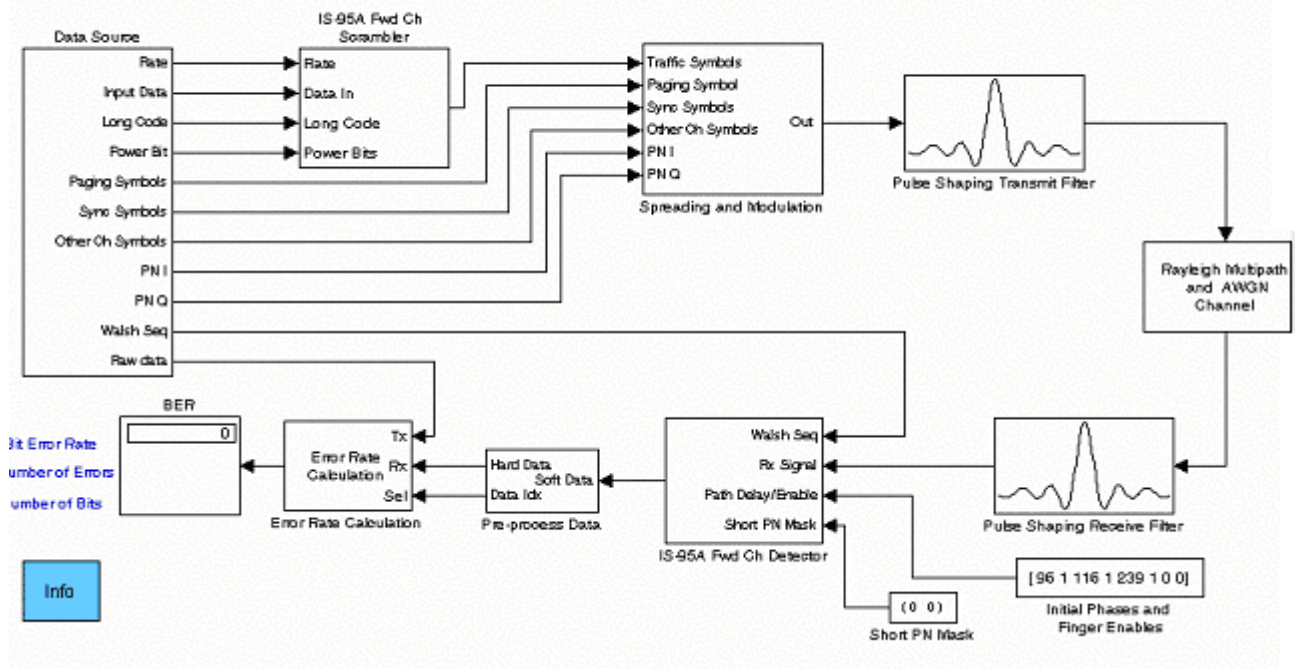 Data Source
Rate
Input Data
Long Code
Power Bit
Paging Symbols
Sync Symbols
Other Ch Symbols
PN I
PN Q
Walsh Seq
Raw data
IS-95A Fwd Ch
Scrambler
Rate
Data In
Long Code
Power Bits
Traffic Symbols
Paging Symbol
Sync Symbols
Other Ch Symbols
PN I
PN Q
Out
Spreading and Modulation
Pulse Shaping Transmit Filter
Rayleigh Multipath
and AWGN
Channel
Pulse Shaping Receive Filter
Walsh Seq
Rx Signal
Path Delay/Enable
Short PN Mask
IS-95A Fwd Ch Detector
[96 1 116 1 239 1 0 0]
Initial Phases and
Finger Enables
(0 0)
Short PN Mask
Hard Data
Soft Data
Data Idx
Pre-process Data
Tx
Error Rate
Calculation
Rx
Sel
Error Rate Calculation
BER
0
Bit Error Rate
umber of Errors
umber of Bits
Info